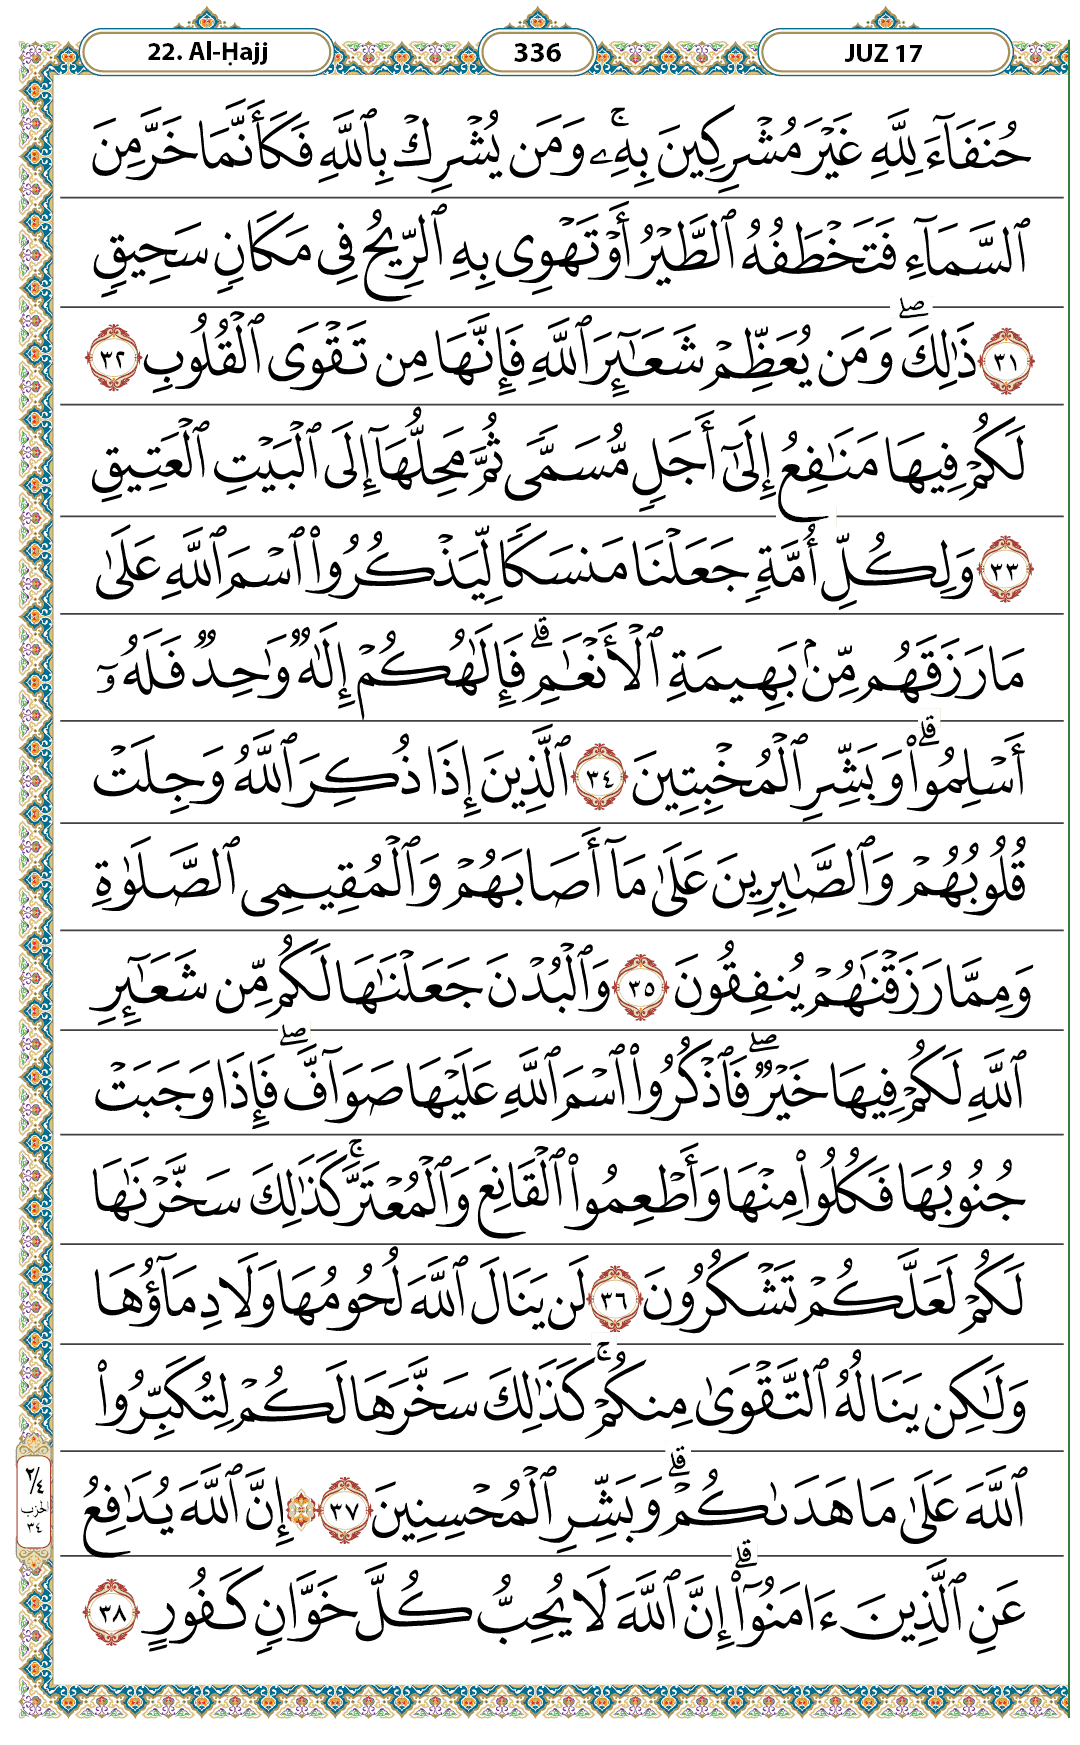 22. Al-Ḥajj 336 JUZ 17
حُنَفَآءَ لِلَّهِ غَيْرَ مُشْرِكِينَ بِهِۦۚ وَمَن يُشْرِكْ بِٱللَّهِ فَكَأَنَّمَا خَرَّ مِنَ
ٱلسَّمَآءِ فَتَخْطَفُهُ ٱلطَّيْرُ أَوْ تَهْوِى بِهِ ٱلرِّيحُ فِى مَكَانٍ سَحِيقٍ
٣١ ذَٰلِكَۖ وَمَن يُعَظِّمْ شَعَـٰٓئِرَ ٱللَّهِ فَإِنَّهَا مِن تَقْوَى ٱلْقُلُوبِ ٣٢
لَكُمْ فِيهَا مَنَـٰفِعُ إِلَىٰٓ أَجَلٍ مُّسَمًّى ثُمَّ مَحِلُّهَآ إِلَى ٱلْبَيْتِ ٱلْعَتِيقِ
٣٣ وَلِكُلِّ أُمَّةٍ جَعَلْنَا مَنسَكًا لِّيَذْكُرُوا۟ ٱسْمَ ٱللَّهِ عَلَىٰ
مَا رَزَقَهُم مِّنۢ بَهِيمَةِ ٱلْأَنْعَـٰمِۗ فَإِلَـٰهُكُمْ إِلَـٰهٌ وَٰحِدٌ فَلَهُۥٓ
أَسْلِمُوا۟ۗ وَبَشِّرِ ٱلْمُخْبِتِينَ ٣٤ ٱلَّذِينَ إِذَا ذُكِرَ ٱللَّهُ وَجِلَتْ
قُلُوبُهُمْ وَٱلصَّـٰبِرِينَ عَلَىٰ مَآ أَصَابَهُمْ وَٱلْمُقِيمِى ٱلصَّلَوٰةِ
وَمِمَّا رَزَقْنَـٰهُمْ يُنفِقُونَ ٣٥ وَٱلْبُدْنَ جَعَلْنَـٰهَا لَكُم مِّن شَعَـٰٓئِرِ
ٱللَّهِ لَكُمْ فِيهَا خَيْرٌۖ فَٱذْكُرُوا۟ ٱسْمَ ٱللَّهِ عَلَيْهَا صَوَآفَّۖ فَإِذَا وَجَبَتْ
جُنُوبُهَا فَكُلُوا۟ مِنْهَا وَأَطْعِمُوا۟ ٱلْقَانِعَ وَٱلْمُعْتَرَّۚ كَذَٰلِكَ سَخَّرْنَـٰهَا
لَكُمْ لَعَلَّكُمْ تَشْكُرُونَ ٣٦ لَن يَنَالَ ٱللَّهَ لُحُومُهَا وَلَا دِمَآؤُهَا
وَلَـٰكِن يَنَالُهُ ٱلتَّقْوَىٰ مِنكُمْۚ كَذَٰلِكَ سَخَّرَهَا لَكُمْ لِتُكَبِّرُوا۟
ٱللَّهَ عَلَىٰ مَا هَدَىٰكُمْۗ وَبَشِّرِ ٱلْمُحْسِنِينَ ٣٧ ۞ إِنَّ ٱللَّهَ يُدَٰفِعُ
عَنِ ٱلَّذِينَ ءَامَنُوٓا۟ۗ إِنَّ ٱللَّهَ لَا يُحِبُّ كُلَّ خَوَّانٍ كَفُورٍ ٣٨
٢/٤
الحزب
٣٤